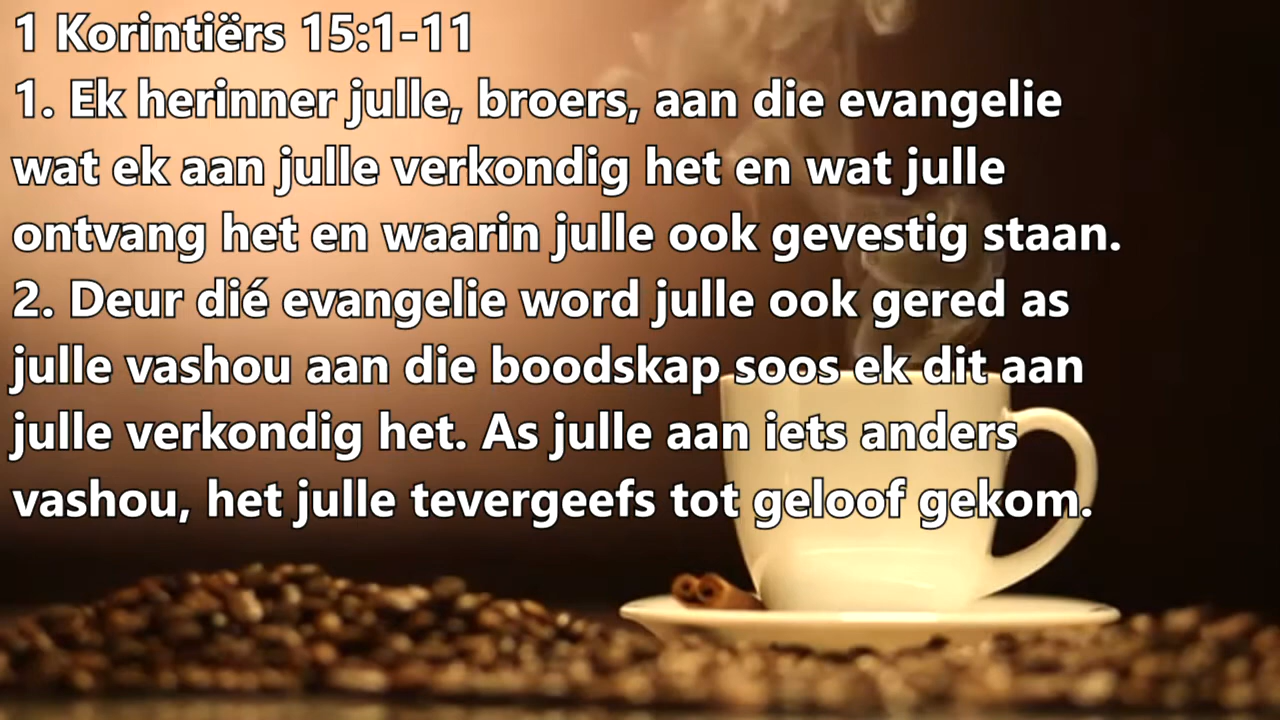 1 Korintiërs 15:1-11
1. Ek herinner julle, broers, aan die evangelie
wat ek aan julle verkondig het en wat julle
ontvang het en waarin julle ook gevestig staan.
2. Deur dié evangelie word julle ook gered as
julle vashou aan die boodskap soos ek dit aan
julle verkondig het. As julle aan iets anders
vashou, het julle tevergeefs tot geloof gekom.